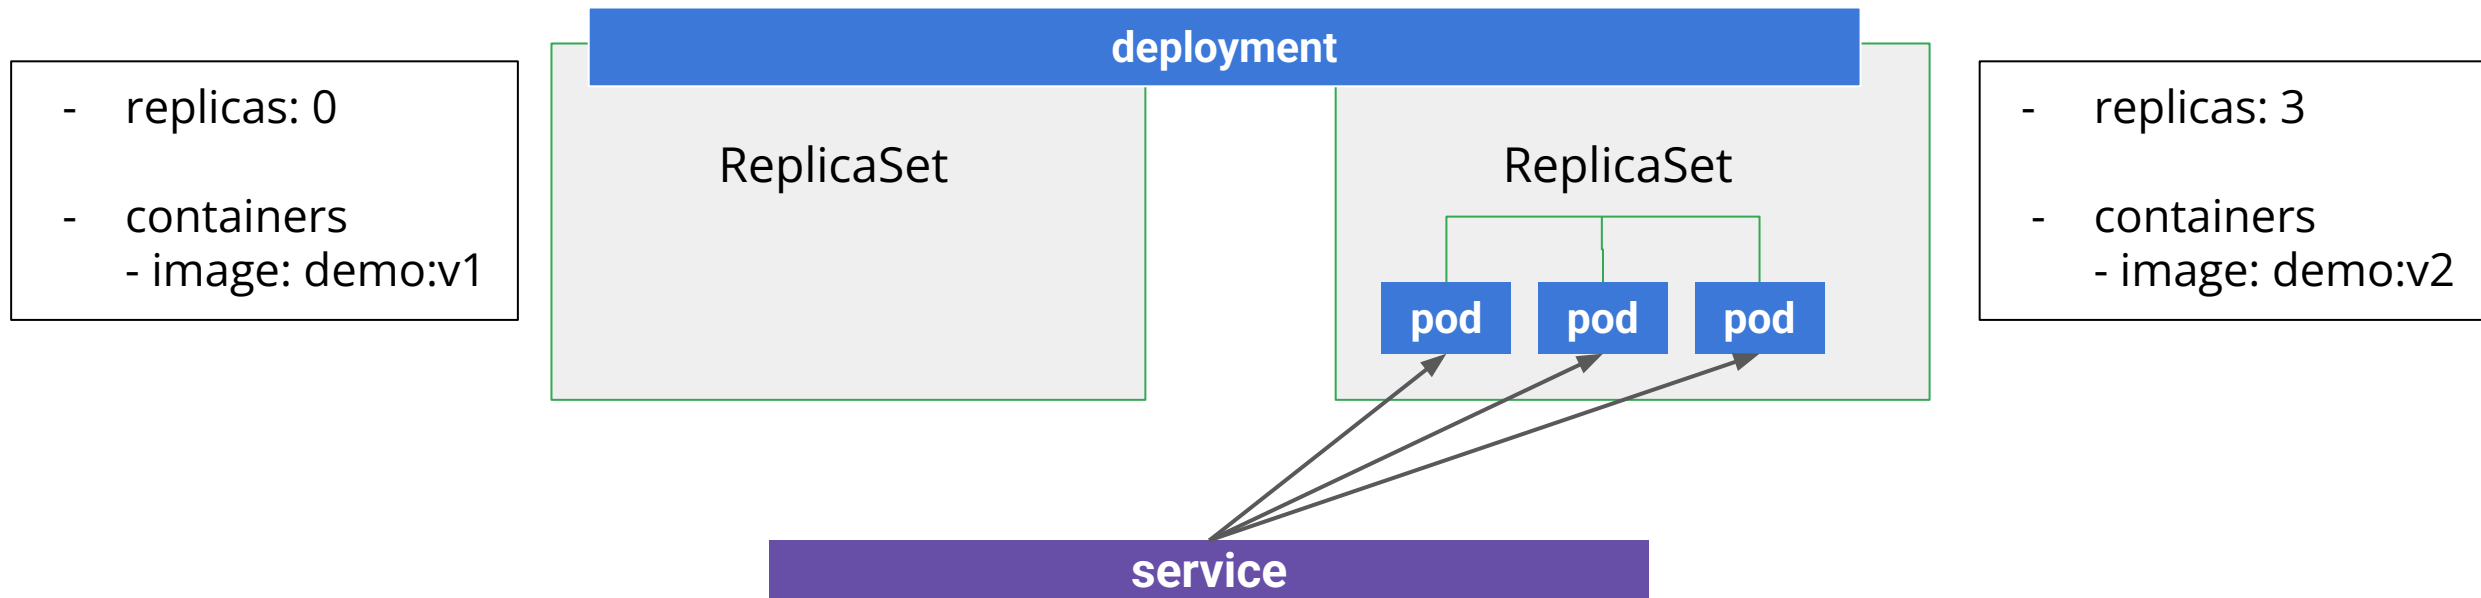 deployment
- replicas: 0
- containers
- image: demo:v1
ReplicaSet
ReplicaSet
pod pod pod
- replicas: 3
- containers
- image: demo:v2
service